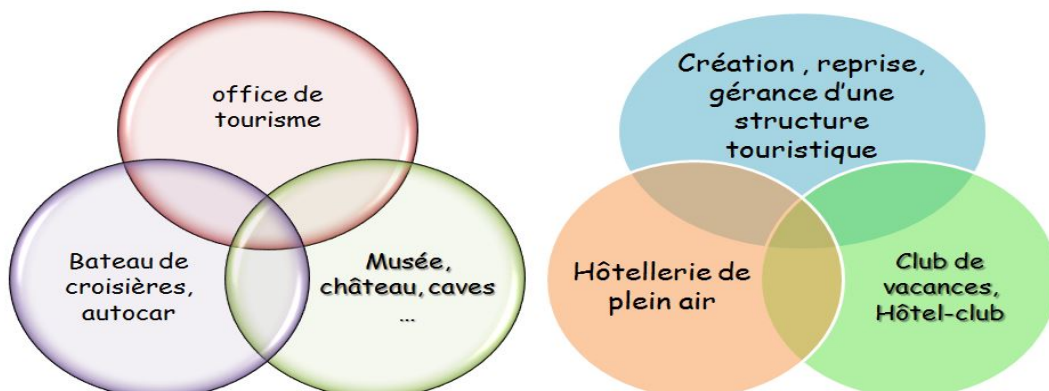 office de
tourisme
Bateau de
croisières,
autocar
Musée,
château, caves
...
Création , reprise,
gérance d'une
structure
touristique
Hôtellerie de
plein air
Club de
vacances,
Hôtel-club